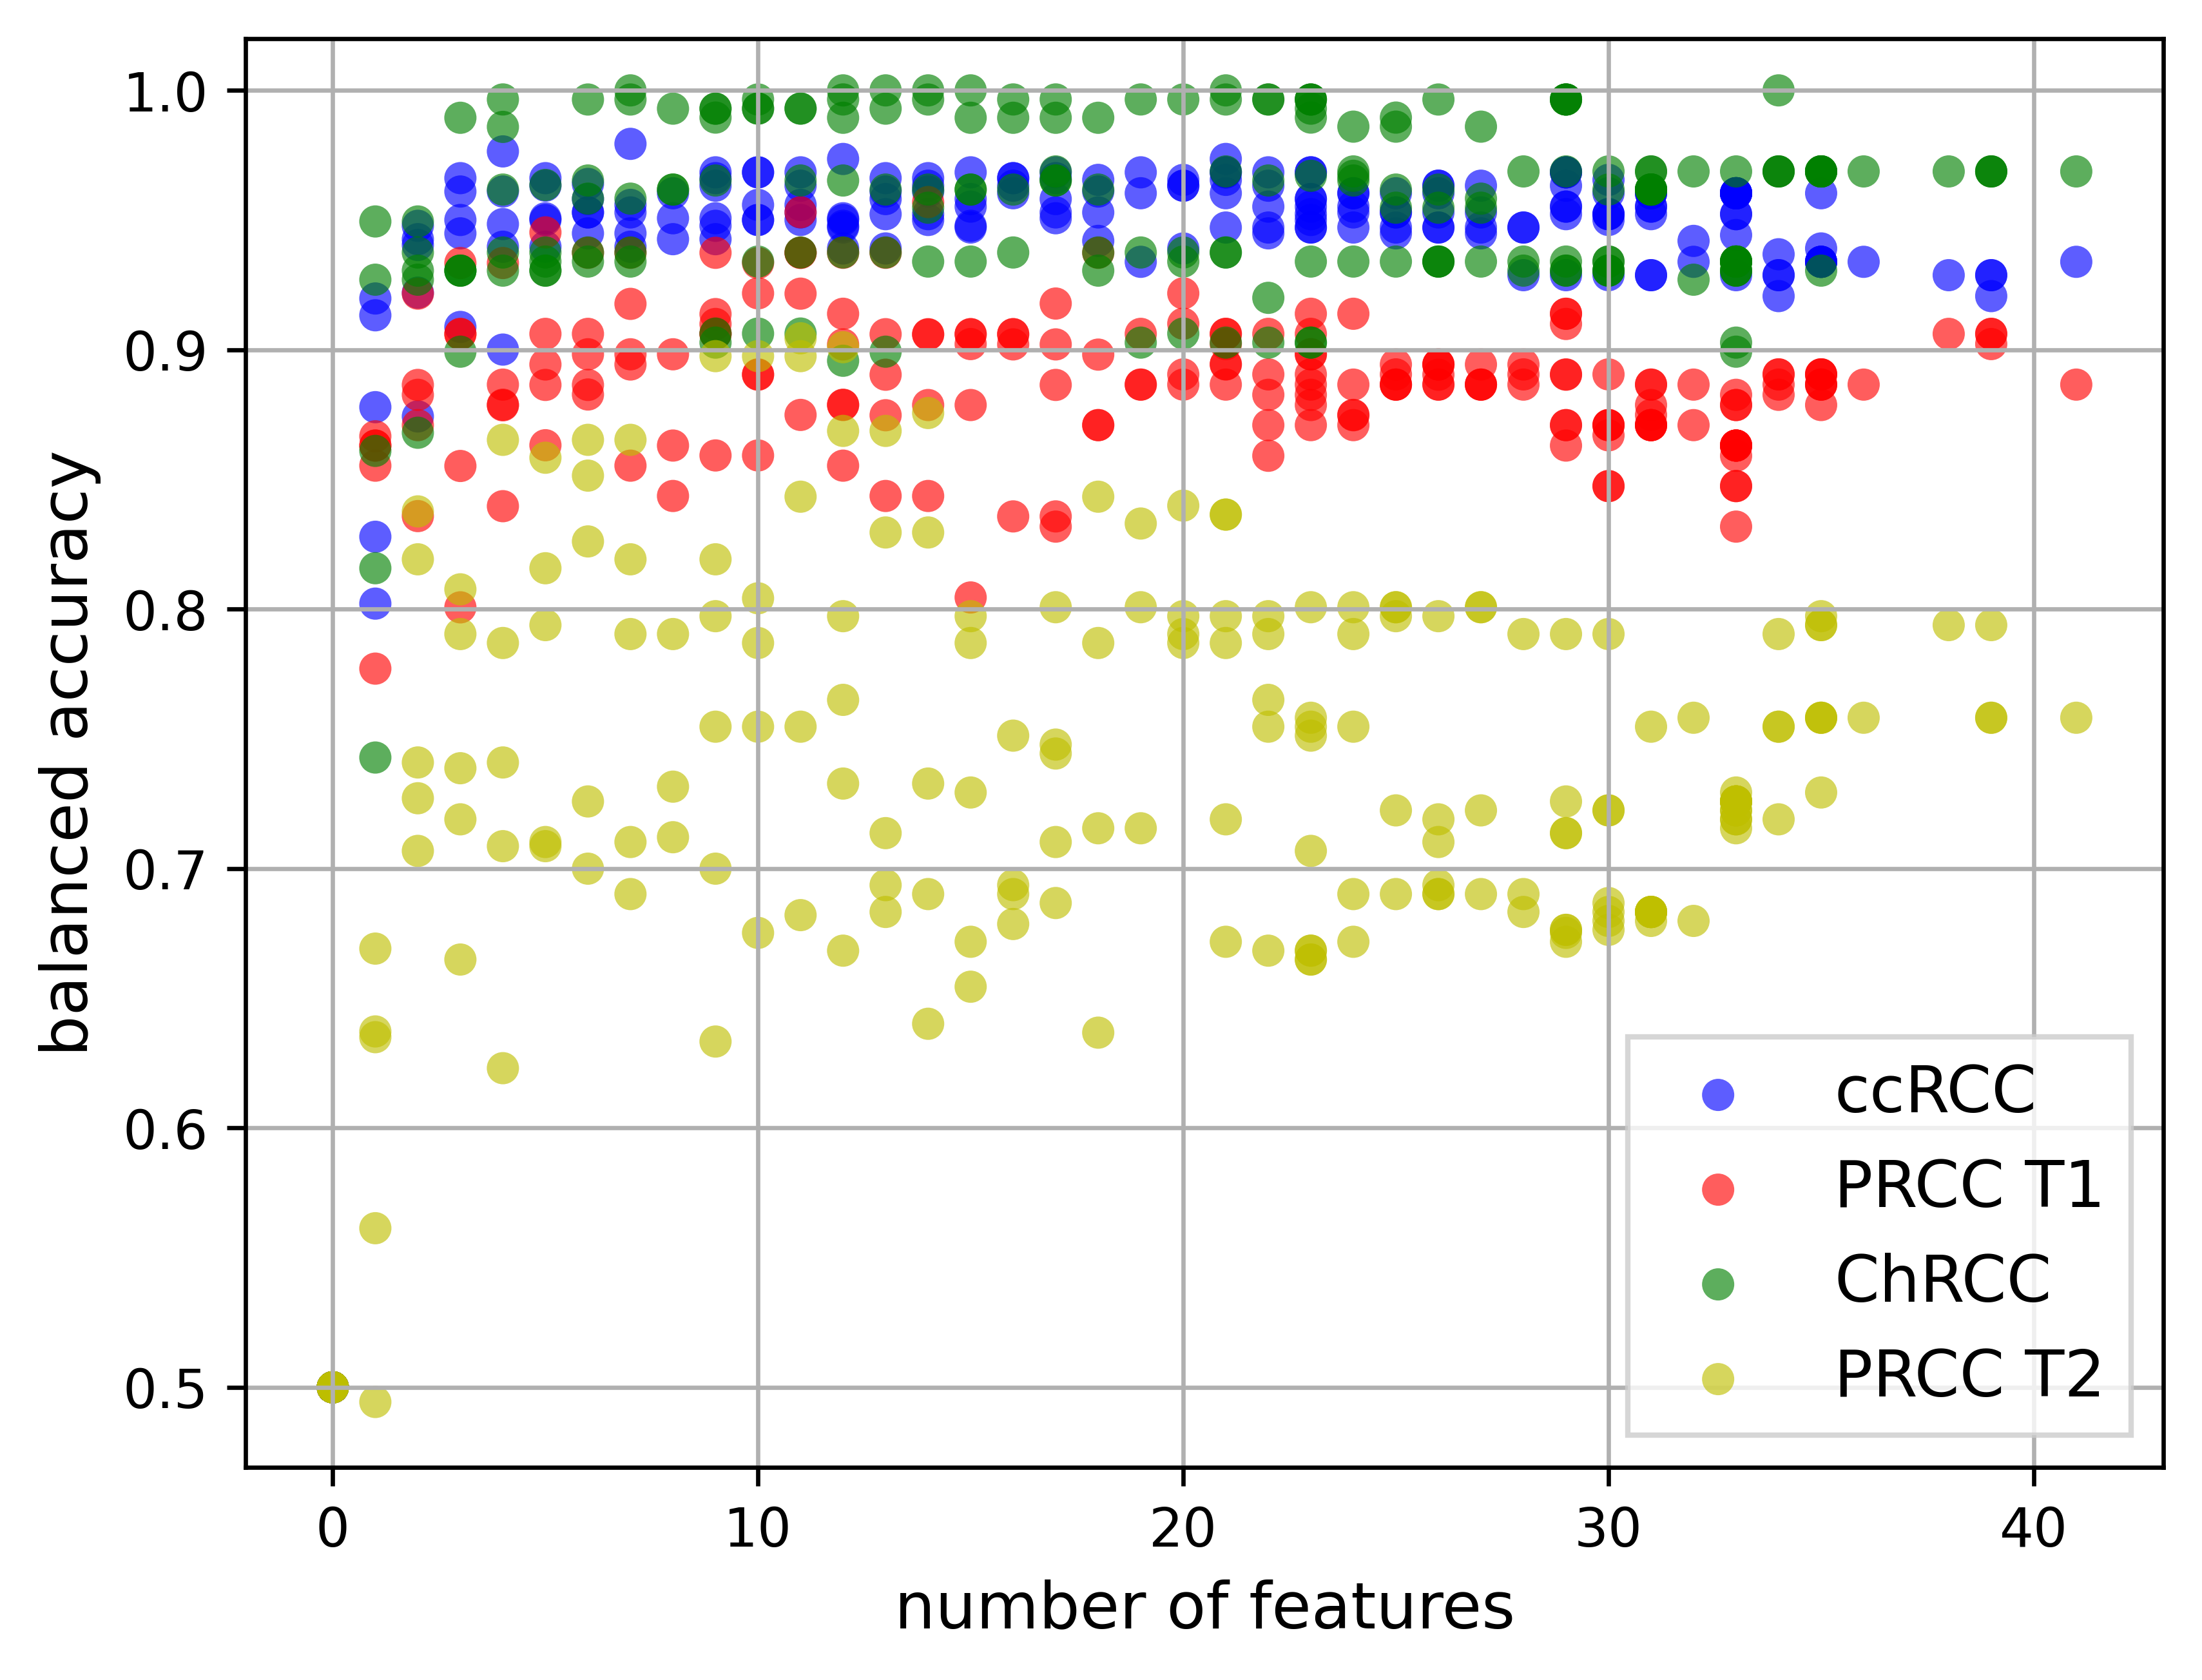 1.0
0.9
0.8
0.7
0.6
0.5
balanced accuracy
0 10 20 30 40
number of features
ccRCC
PRCC T1
ChRCC
PRCC T2